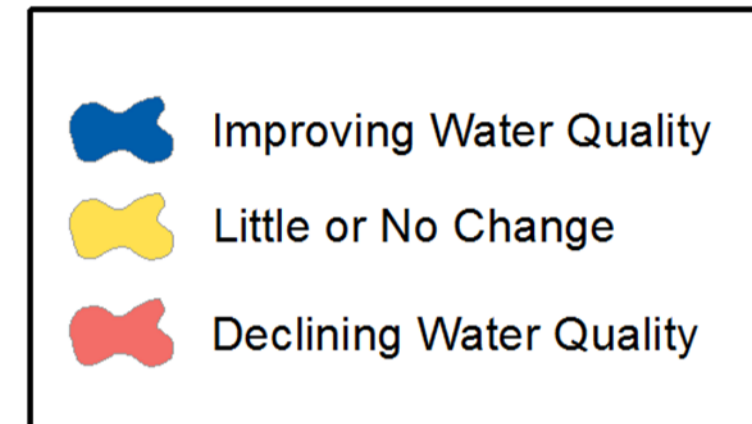 Improving Water Quality
Little or No Change
Declining Water Quality